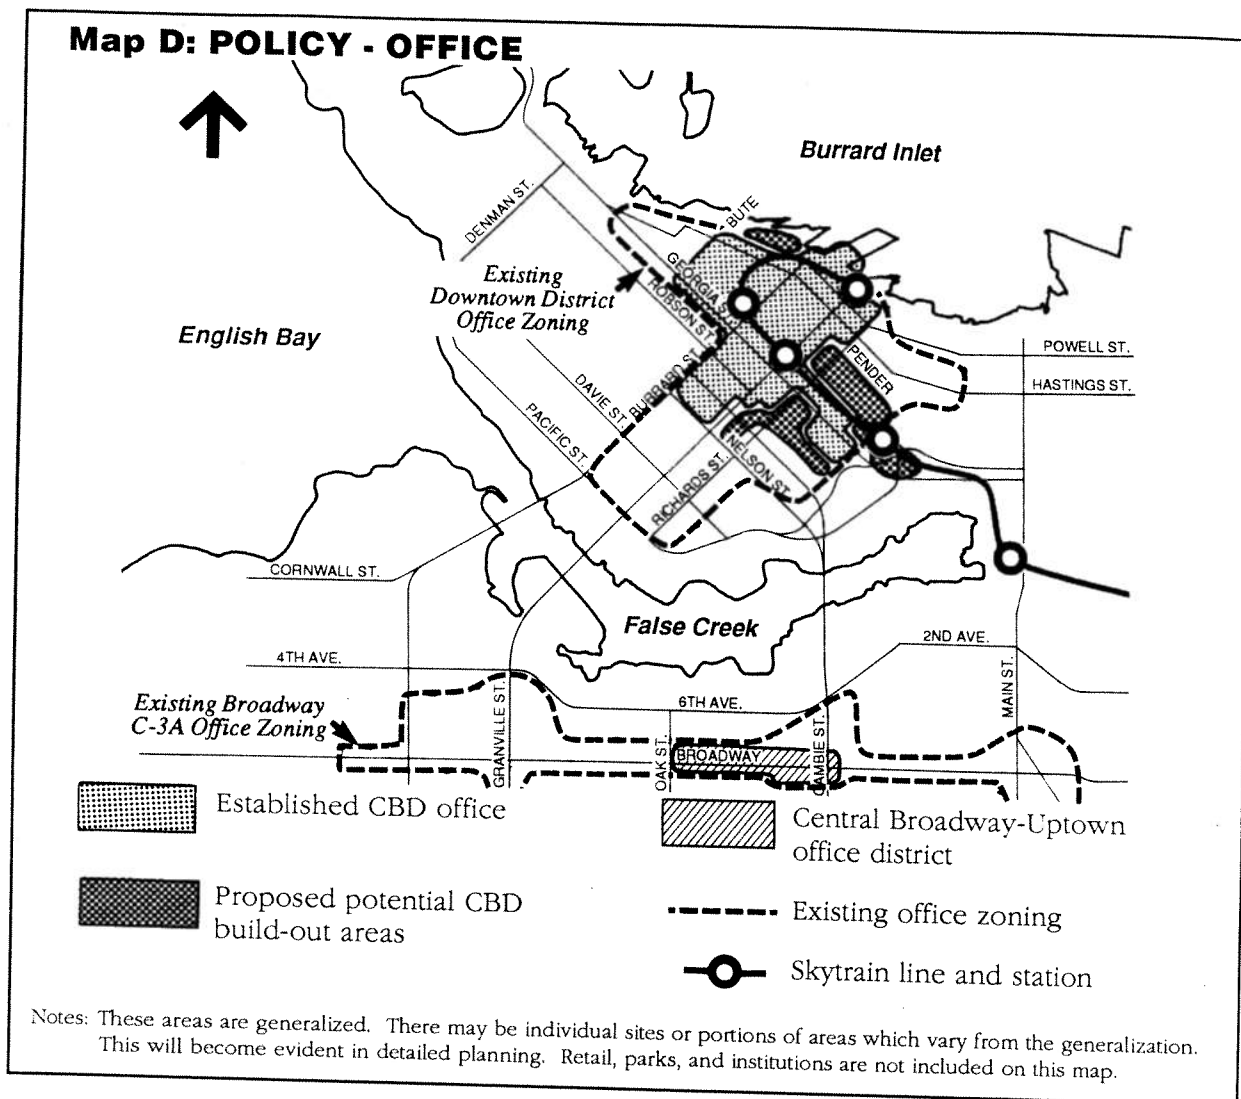 Map D: POLICY - OFFICE
Burrard Inlet
DENMAN ST.
BUTE
Existing
Downtown District
Office Zoning
GEORGIA ST.
ROBSON ST.
English Bay
POWELL ST.
PENDER
HASTINGS ST.
BURRARD ST.
DAVIE ST.
PACIFIC ST.
NELSON ST.
RICHARDS ST.
CORNWALL ST.
False Creek
2ND AVE.
4TH AVE.
MAIN ST.
6TH AVE.
Existing Broadway
C-3A Office Zoning
GRANVILLE ST.
OAK ST.
BROADWAY
CAMBIE ST.
Established CBD office
Central Broadway-Uptown
office district
Proposed potential CBD
build-out areas
Existing office zoning
Skytrain line and station
Notes: These areas are generalized. There may be individual sites or portions of areas which vary from the generalization.
This will become evident in detailed planning. Retail, parks, and institutions are not included on this map.